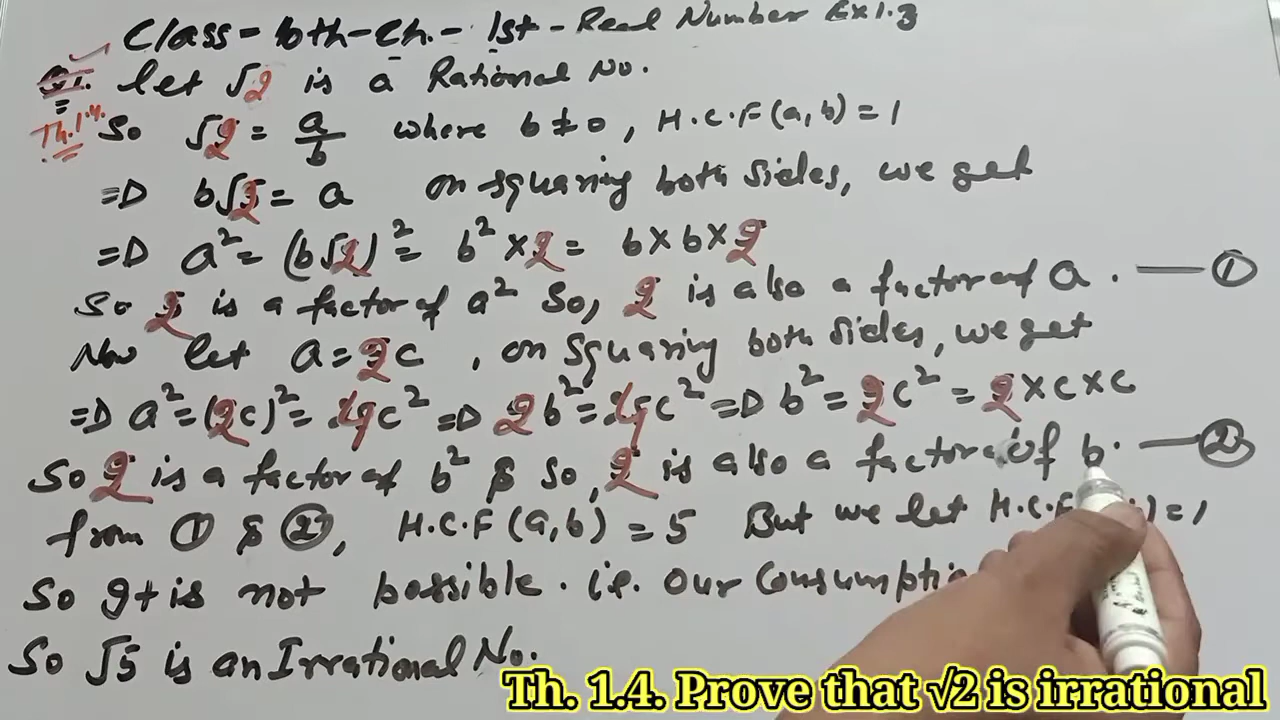 Class - 10th - Ch. - 1st - Real Number Ex 1.3
Th. 1.4. Let √2 is a Rational No.
So √2 = a/b where b ≠ 0, H.C.F (a, b) = 1
⇒ b√2 = a on squaring both sides, we get
⇒ a² = (b√2)² = b² × 2 = b × b × 2
So 2 is a factor of a² So, 2 is also a factor of a. — ①
Now let a = 2c, on squaring both sides, we get
⇒ a² = (2c)² = 4c² ⇒ 2b² = 4c² ⇒ b² = 2c² = 2 × c × c
So 2 is a factor of b² & so, 2 is also a factor of b. — ②
from ① & ②, H.C.F (a, b) = 5 But we let H.C.F = 1
So It is not possible. i.e. our Consumptio
So √5 is an Irrational No.
Th. 1.4. Prove that √2 is irrational